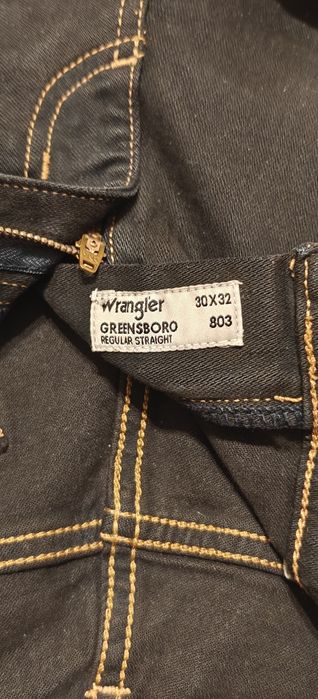 Wrangler 30X32
GREENSBORO 803
REGULAR STRAIGHT